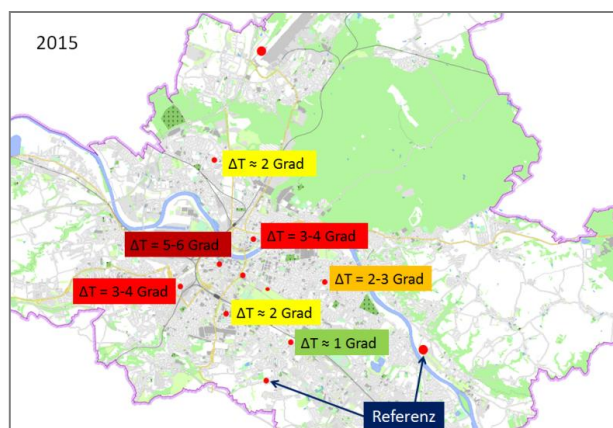 2015
ΔT ≈ 2 Grad
ΔT = 5-6 Grad
ΔT = 3-4 Grad
ΔT = 3-4 Grad
ΔT = 2-3 Grad
ΔT ≈ 2 Grad
ΔT ≈ 1 Grad
Referenz